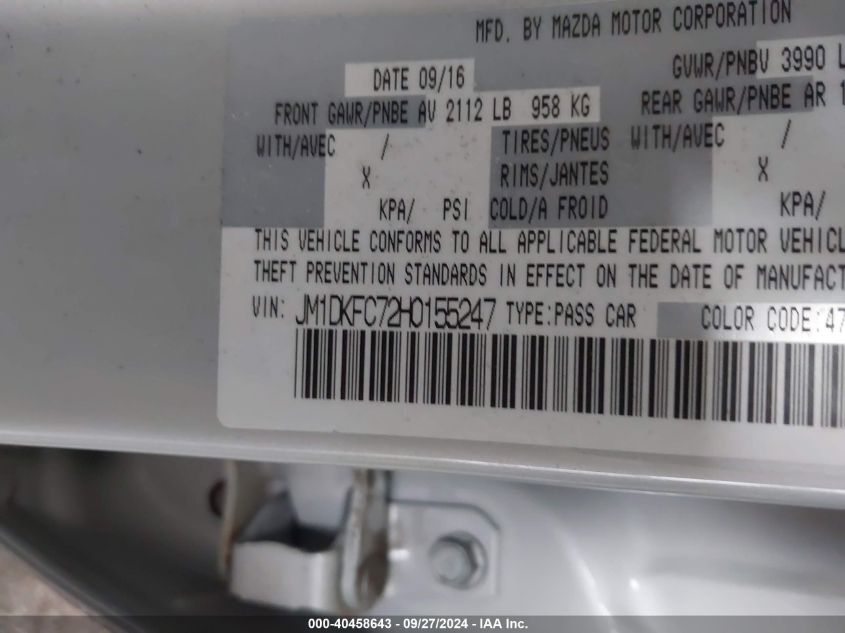 MFD. BY MAZDA MOTOR CORPORATION
DATE 09/16 GVWR/PNBV 3990 L
FRONT GAWR/PNBE AV 2112 LB 958 KG REAR GAWR/PNBE AR 1
WITH/AVEC / TIRES/PNEUS WITH/AVEC /
X RIMS/JANTES X
KPA/ PSI COLD/A FROID KPA/
THIS VEHICLE CONFORMS TO ALL APPLICABLE FEDERAL MOTOR VEHICL
THEFT PREVENTION STANDARDS IN EFFECT ON THE DATE OF MANUFACT
VIN: JM1DKFC72H0155247 TYPE:PASS CAR COLOR CODE:47
000-40458643 / 09/27/2024 - IAA Inc.